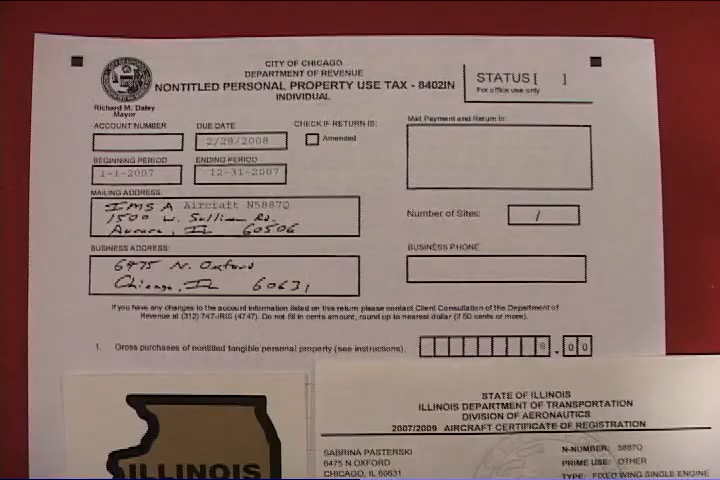 CITY OF CHICAGO
DEPARTMENT OF REVENUE
NONTITLED PERSONAL PROPERTY USE TAX - 8402IN
INDIVIDUAL
STATUS [ ]
For office use only
Richard M. Daley
Mayor
ACCOUNT NUMBER
DUE DATE
2/28/2008
CHECK IF RETURN IS:
Amended
Mail Payment and Return to:
BEGINNING PERIOD
1-1-2007
ENDING PERIOD
12-31-2007
MAILING ADDRESS:
IMSA Aircraft N5887Q
1500 W. Sullivan Rd.
Aurora, IL 60506
Number of Sites: 1
BUSINESS ADDRESS:
6475 N. Oxford
Chicago, IL 60631
BUSINESS PHONE
If you have any changes to the account information listed on this return, please contact Client Consultation of the Department of
Revenue at (312) 747-IRIS (4747). Do not fill in cents amount, round up to nearest dollar (if 50 cents or more).
1. Gross purchases of nontitled tangible personal property (see instructions). 0 . 0 0
ILLINOIS
STATE OF ILLINOIS
ILLINOIS DEPARTMENT OF TRANSPORTATION
DIVISION OF AERONAUTICS
2007/2009 AIRCRAFT CERTIFICATE OF REGISTRATION
SABRINA PASTERSKI
6475 N OXFORD
CHICAGO, IL 60631
N-NUMBER: 5887Q
PRIME USE: OTHER
TYPE: FIXED WING SINGLE ENGINE